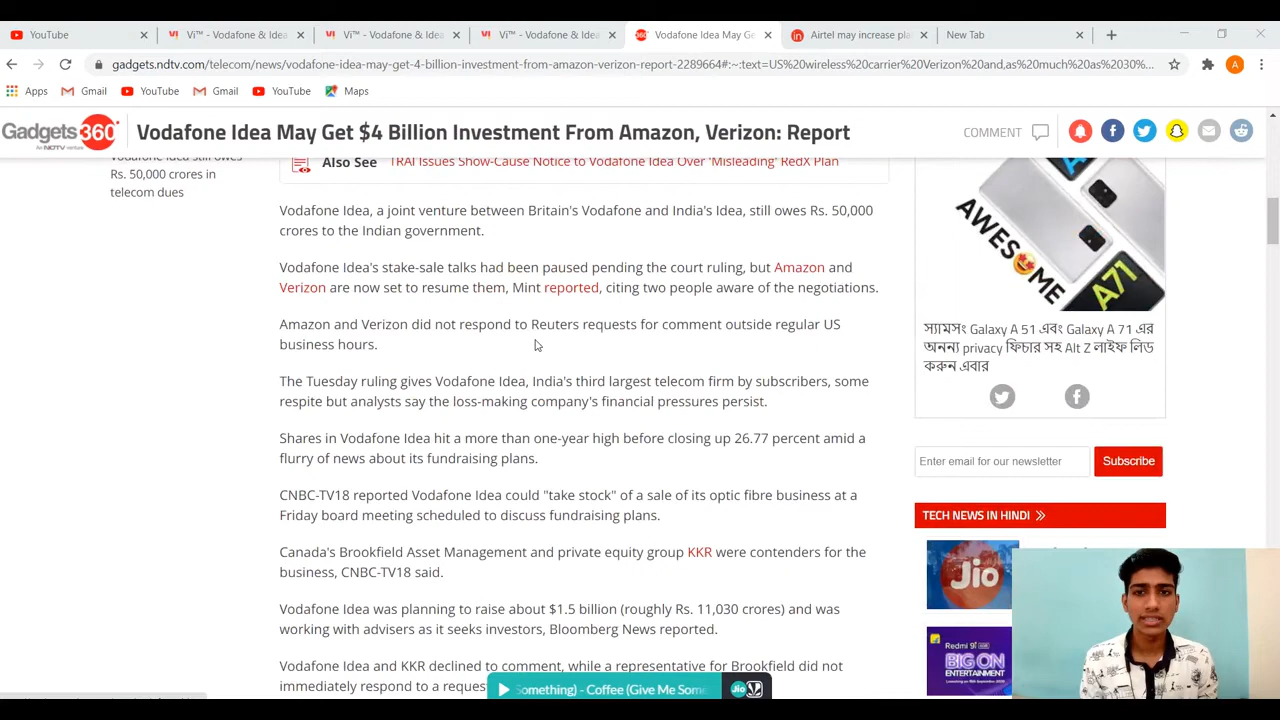 YouTube
Vi™ - Vodafone & Idea
Vi™ - Vodafone & Idea
Vi™ - Vodafone & Idea
Vodafone Idea May Ge
Airtel may increase pla
New Tab
gadgets.ndtv.com/telecom/news/vodafone-idea-may-get-4-billion-investment-from-amazon-verizon-report-2289664#:~:text=US%20wireless%20carrier%20Verizon%20and,as%20much%20as%2030%...
A
Apps
Gmail
YouTube
Gmail
YouTube
Maps
Gadgets 360°
An NDTV venture
Vodafone Idea May Get $4 Billion Investment From Amazon, Verizon: Report
COMMENT
Vodafone Idea still owes
Rs. 50,000 crores in
telecom dues
Also See TRAI Issues Show-Cause Notice to Vodafone Idea Over 'Misleading' RedX Plan
Vodafone Idea, a joint venture between Britain's Vodafone and India's Idea, still owes Rs. 50,000
crores to the Indian government.
Vodafone Idea's stake-sale talks had been paused pending the court ruling, but Amazon and
Verizon are now set to resume them, Mint reported, citing two people aware of the negotiations.
Amazon and Verizon did not respond to Reuters requests for comment outside regular US
business hours.
The Tuesday ruling gives Vodafone Idea, India's third largest telecom firm by subscribers, some
respite but analysts say the loss-making company's financial pressures persist.
Shares in Vodafone Idea hit a more than one-year high before closing up 26.77 percent amid a
flurry of news about its fundraising plans.
CNBC-TV18 reported Vodafone Idea could "take stock" of a sale of its optic fibre business at a
Friday board meeting scheduled to discuss fundraising plans.
Canada's Brookfield Asset Management and private equity group KKR were contenders for the
business, CNBC-TV18 said.
Vodafone Idea was planning to raise about $1.5 billion (roughly Rs. 11,030 crores) and was
working with advisers as it seeks investors, Bloomberg News reported.
Vodafone Idea and KKR declined to comment, while a representative for Brookfield did not
immediately respond to a reques
Something) - Coffee (Give Me Som
Jio
AWESOME
A71
স্যামসং Galaxy A 51 এবং Galaxy A 71 এর
অনন্য privacy ফিচার সহ Alt Z লাইফ লিড
করুন এবার
Enter email for our newsletter
Subscribe
TECH NEWS IN HINDI
Jio
Redmi 9i
BIG ON
ENTERTAINMENT